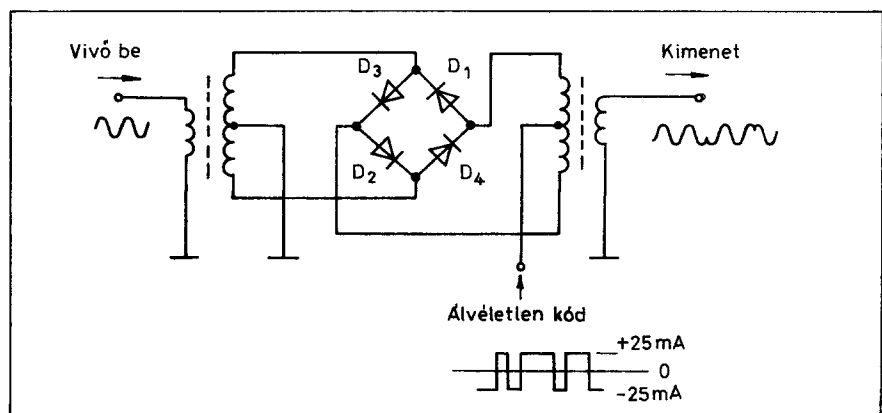 Vivő be
D3
D1
Kimenet
D2
D4
Álvéletlen kód
+25mA
0
-25mA